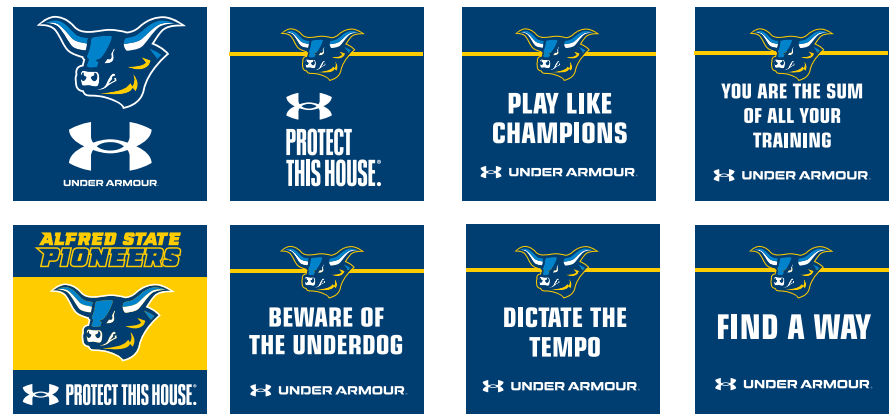 UNDER ARMOUR
PROTECT
THIS HOUSE.®
PLAY LIKE
CHAMPIONS
UNDER ARMOUR
YOU ARE THE SUM
OF ALL YOUR
TRAINING
UNDER ARMOUR
ALFRED STATE
PIONEERS
PROTECT THIS HOUSE.®
BEWARE OF
THE UNDERDOG
UNDER ARMOUR
DICTATE THE
TEMPO
UNDER ARMOUR
FIND A WAY
UNDER ARMOUR